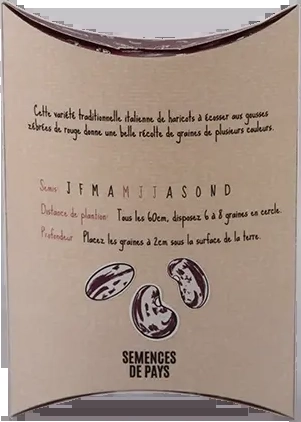 Cette variété traditionnelle italienne de haricots à écosser aux gousses
zébrées de rouge donne une belle récolte de graines de plusieurs couleurs.
Semis: J F M A M J J A S O N D
Distance de plantion: Tous les 60cm, disposez 6 à 8 graines en cercle.
Profondeur Placez les graines à 2cm sous la surface de la terre.
SEMENCES
DE PAYS